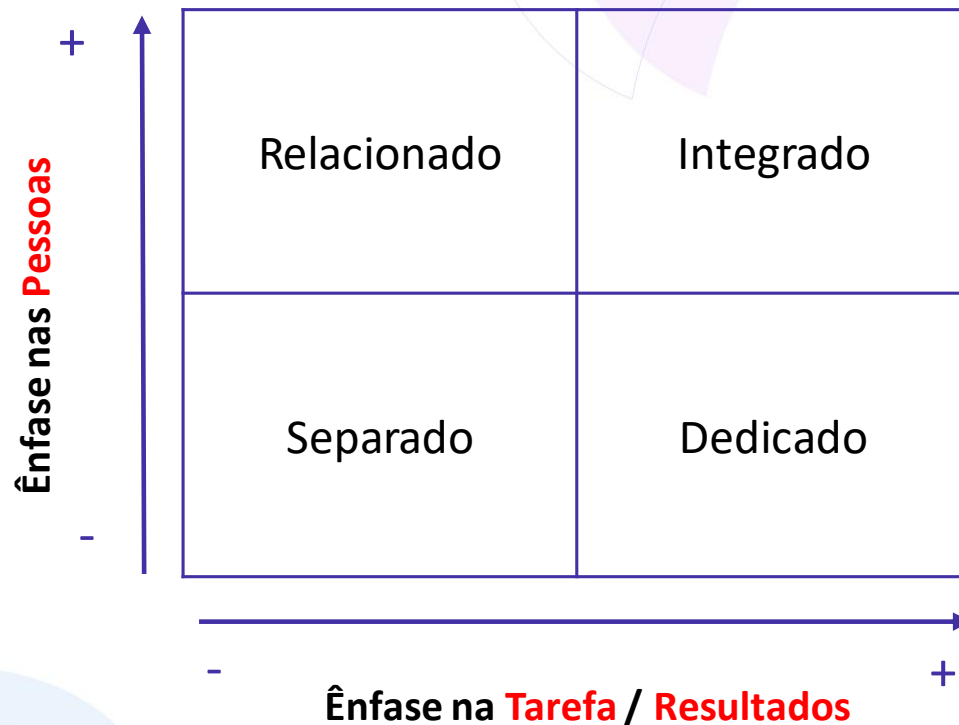 +
Ênfase nas Pessoas
-
Relacionado
Integrado
Separado
Dedicado
-
+
Ênfase na Tarefa / Resultados